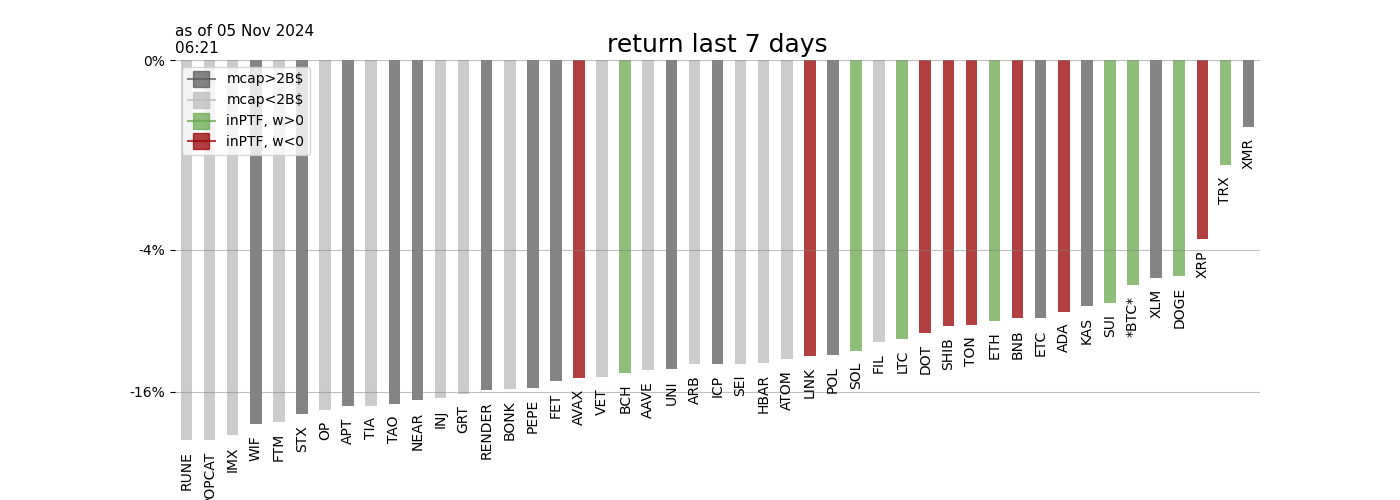 as of 05 Nov 2024
06:21
return last 7 days
0%
-4%
-16%
mcap>2B$
mcap<2B$
inPTF, w>0
inPTF, w<0
RUNE
OPCAT
IMX
WIF
FTM
STX
OP
APT
TIA
TAO
NEAR
INJ
GRT
RENDER
BONK
PEPE
FET
AVAX
VET
BCH
AAVE
UNI
ARB
ICP
SEI
HBAR
ATOM
LINK
POL
SOL
FIL
LTC
DOT
SHIB
TON
ETH
BNB
ETC
ADA
KAS
SUI
*BTC*
XLM
DOGE
XRP
TRX
XMR